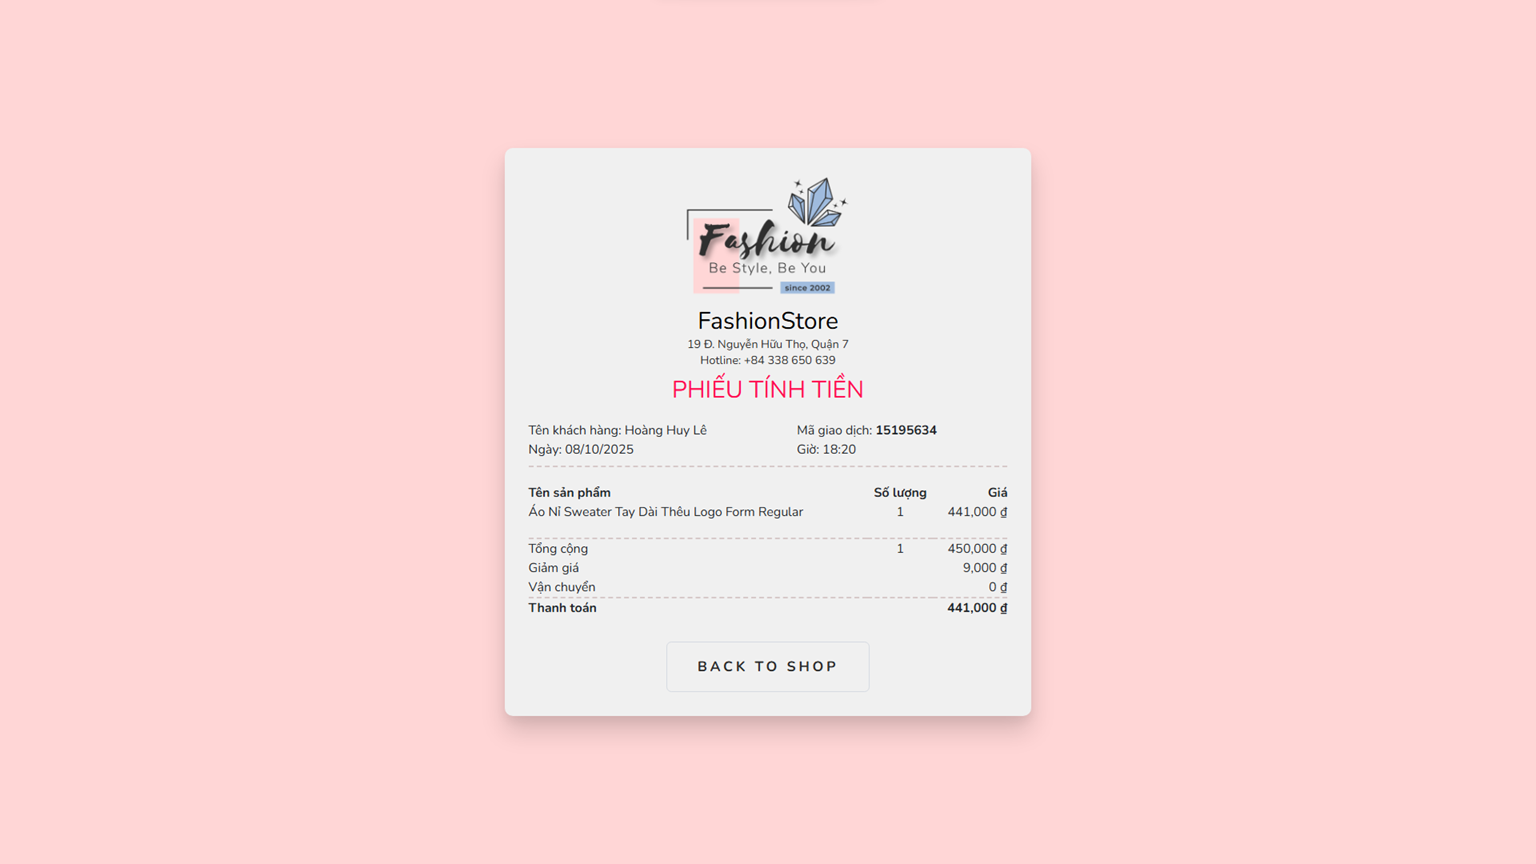 Fashion
Be Style, Be You
since 2002
FashionStore
19 Đ. Nguyễn Hữu Thọ, Quận 7
Hotline: +84 338 650 639
PHIẾU TÍNH TIỀN
Tên khách hàng: Hoàng Huy Lê Mã giao dịch: 15195634
Ngày: 08/10/2025 Giờ: 18:20
Tên sản phẩm Số lượng Giá
Áo Nỉ Sweater Tay Dài Thêu Logo Form Regular 1 441,000 ₫
Tổng cộng 1 450,000 ₫
Giảm giá 9,000 ₫
Vận chuyển 0 ₫
Thanh toán 441,000 ₫
BACK TO SHOP